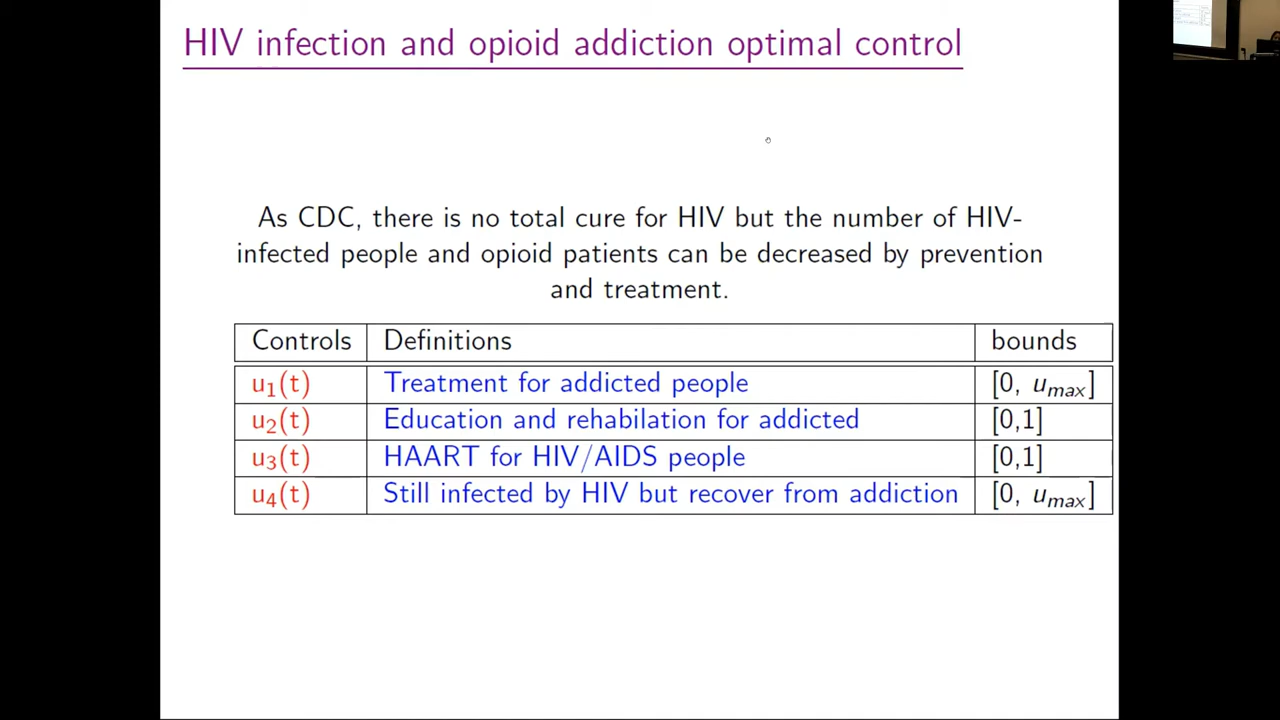 HIV infection and opioid addiction optimal control
As CDC, there is no total cure for HIV but the number of HIV-
infected people and opioid patients can be decreased by prevention
and treatment.
Controls Definitions bounds
u₁(t) Treatment for addicted people [0, uₘₐₓ]
u₂(t) Education and rehabilation for addicted [0,1]
u₃(t) HAART for HIV/AIDS people [0,1]
u₄(t) Still infected by HIV but recover from addiction [0, uₘₐₓ]